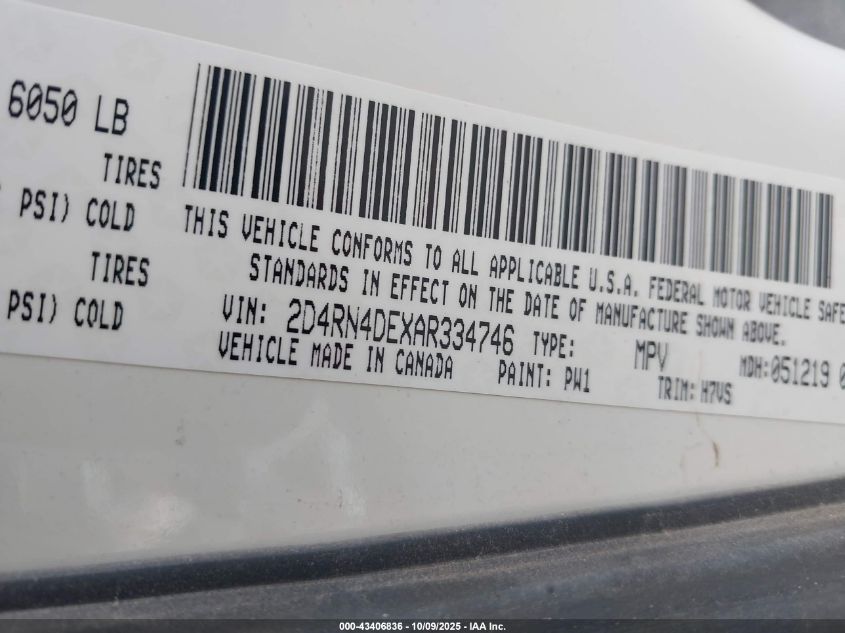 6050 LB
TIRES
PSI) COLD
TIRES
PSI) COLD
THIS VEHICLE CONFORMS TO ALL APPLICABLE U.S.A. FEDERAL MOTOR VEHICLE SAFE
STANDARDS IN EFFECT ON THE DATE OF MANUFACTURE SHOWN ABOVE.
VIN: 2D4RN4DEXAR334746 TYPE: MPV MDH:051219 0
VEHICLE MADE IN CANADA PAINT: PW1 TRIM: H7VS
000-43406836 - 10/09/2025 - IAA Inc.